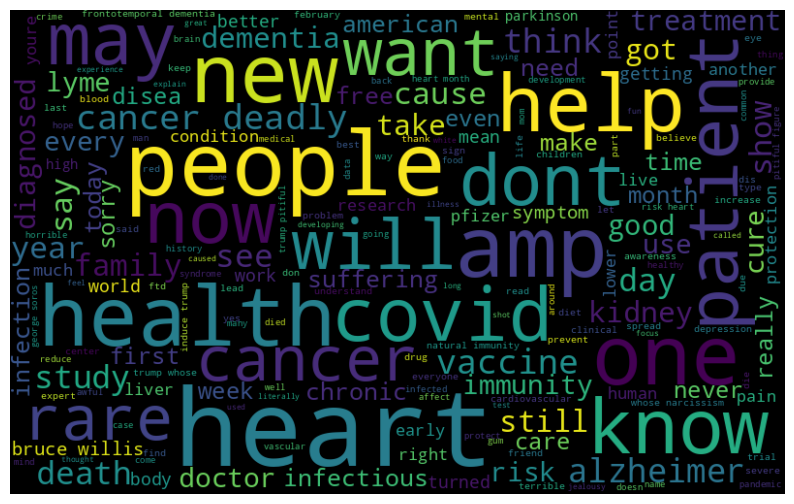 crime
frontotemporal dementia
february
great
mental
parkinson
eye
thing
may
youre
brain
better
american
treatment
dementia
want
think
got
point
experience
keep
explain
back
heart month
saying
development
need
getting
another
provide
lyme
new
free
cause
help
patient
last
disea
blood
hope
diagnosed
cancer deadly
take
even
fun
believe
common
every
condition
man
medical
best
thank
white
mean
sign
make
life
mom
part
show
pitiful figure
high
people
red
done
data
way
food
children
time
dis
type
say
today
sorry
said
now
research
problem
illness
dont
let
live
month
risk heart
increase
pfizer
symptom
good
cure
protection
year
horrible
history
trump pitiful
developing
going
will
amp
use
called
awareness
lower
day
due
really
much
family
caused
see
don
suffering
feel
syndrome
work
understand
long
read
healthy
infection
world
ftd
lead
yes
many
died
health
covid
around
diet
clinical
kidney
depression
george soros
induce trump
shot
natural immunity
prevent
spread
focus
one
reduce
center
first
cancer
drug
vaccine
everyone
study
trump whose
liver
week
well
literally
chronic
infected
affect
immunity
cardiovascular
human
never
die
pain
expert
awful
used
test
whose narcissism
rare
case
find
heart
vascular
early
protect
gum
still
know
bruce willis
mind
right
friend
care
trial
death
body
thought
come
doctor
infectious
turned
risk
terrible
alzheimer
jealousy
doesn
name
severe
pandemic